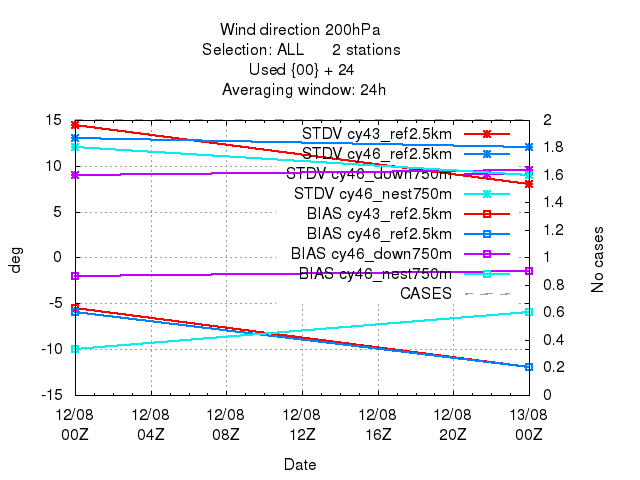 Wind direction 200hPa
Selection: ALL 2 stations
Used {00} + 24
Averaging window: 24h
15 2
STDV cy43_ref2.5km
STDV cy46_ref2.5km 1.8
10 STDV cy46_down750m 1.6
STDV cy46_nest750m 1.4
5 BIAS cy43_ref2.5km
BIAS cy46_ref2.5km 1.2
0 BIAS cy46_down750m 1
BIAS cy46_nest750m 0.8
-5 CASES 0.6
0.4
-10 0.2
-15 0
deg
No cases
12/08 12/08 12/08 12/08 12/08 12/08 13/08
00Z 04Z 08Z 12Z 16Z 20Z 00Z
Date